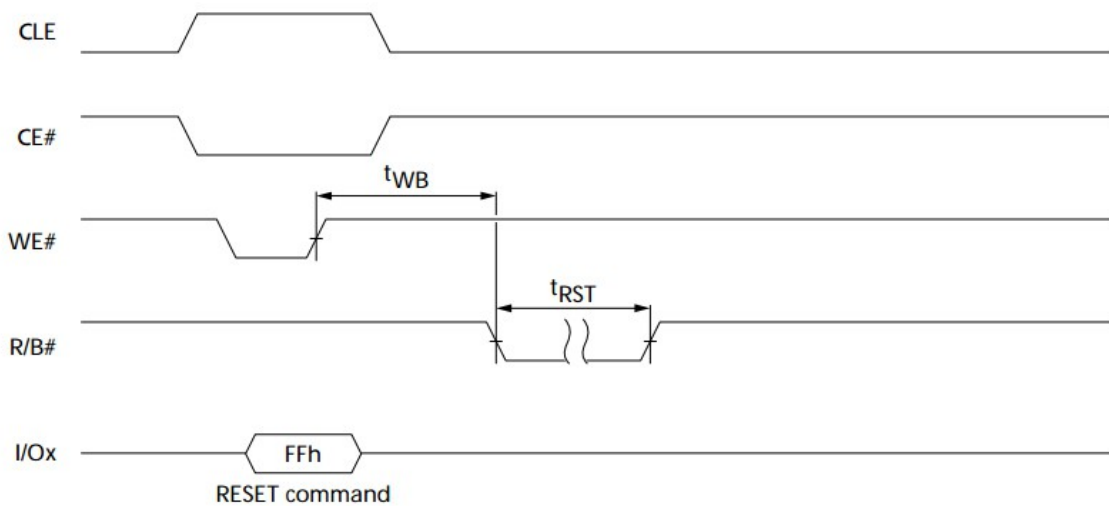 CLE
CE#
tWB
WE#
tRST
R/B#
I/Ox
FFh
RESET command